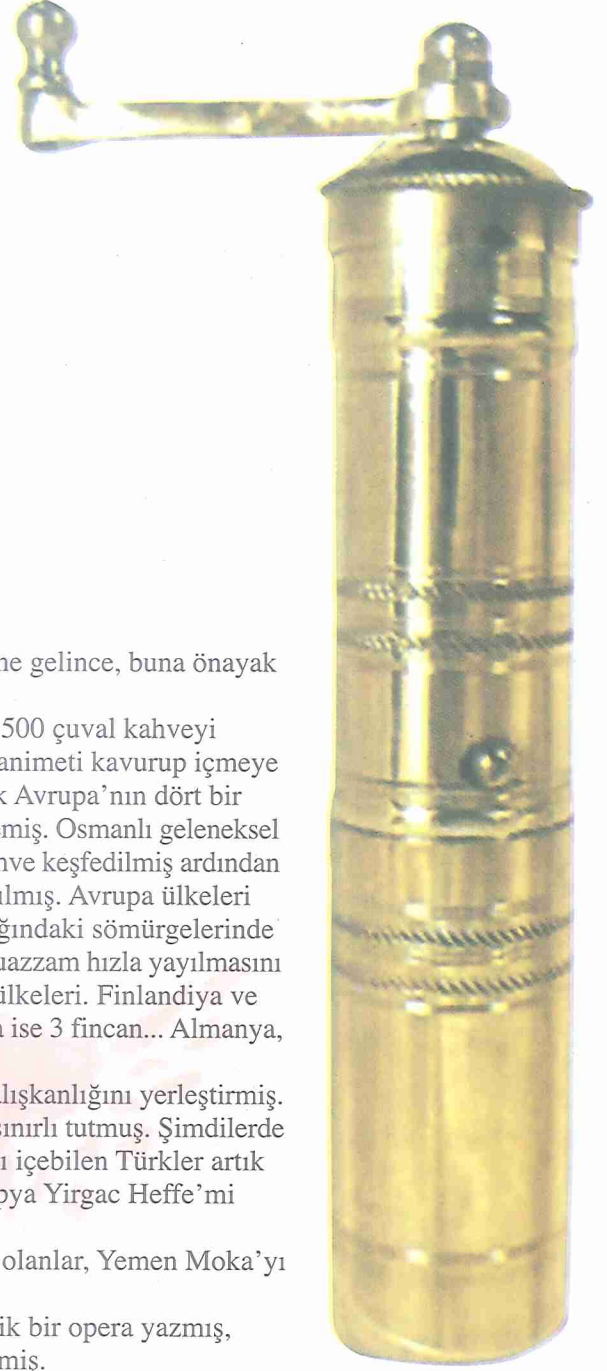 ne gelince, buna önayak
500 çuval kahveyi
animeti kavurup içmeye
k Avrupa’nın dört bir
miş. Osmanlı geleneksel
hve keşfedilmiş ardından
ılmış. Avrupa ülkeleri
ğındaki sömürgelerinde
uazzam hızla yayılmasını
ülkeleri. Finlandiya ve
a ise 3 fincan... Almanya,
lışkanlığını yerleştirmiş.
sınırlı tutmuş. Şimdilerde
ı içebilen Türkler artık
pya Yirgac Heffe’mi
olanlar, Yemen Moka’yı
ik bir opera yazmış,
miş.